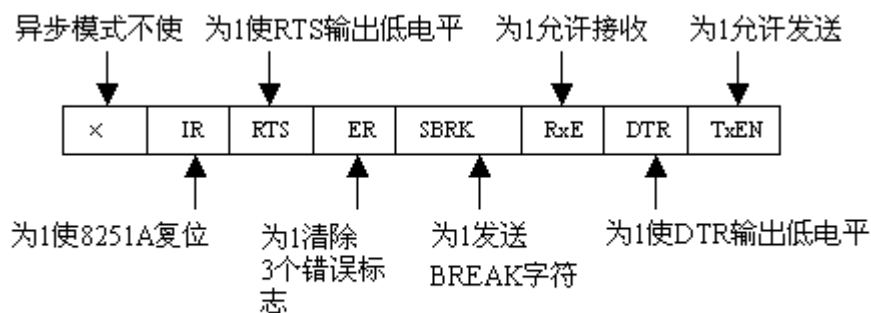 异步模式不使 为1使RTS输出低电平 为1允许接收 为1允许发送
× IR RTS ER SBRK RxE DTR TxEN
为1使8251A复位
为1清除
3个错误标
志
为1发送
BREAK字符
为1使DTR输出低电平